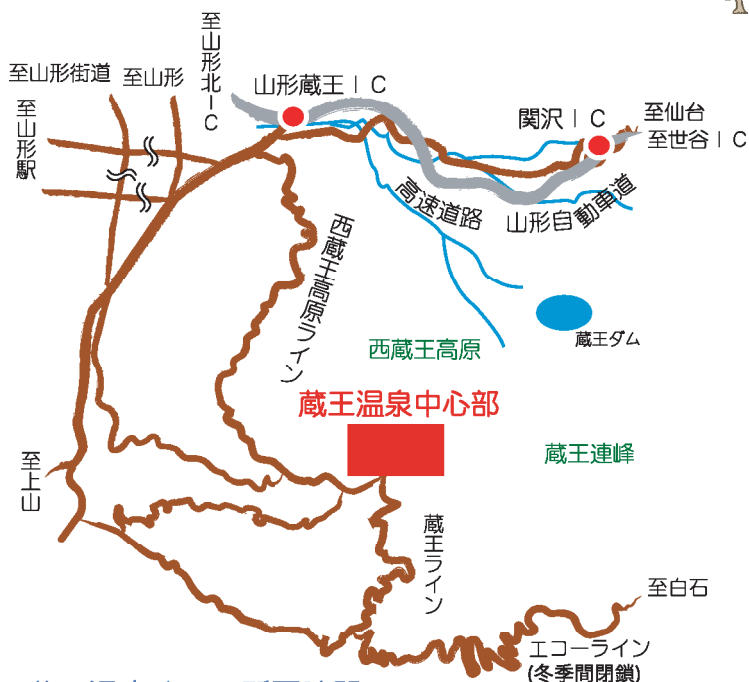 至山形街道
至山形
至山形北IC
至山形駅
山形蔵王IC
関沢IC
至仙台
至世谷IC
高速道路
山形自動車道
西蔵王高原ライン
西蔵王高原
蔵王ダム
蔵王温泉中心部
蔵王連峰
至上山
蔵王ライン
至白石
エコーライン
(冬季間閉鎖)